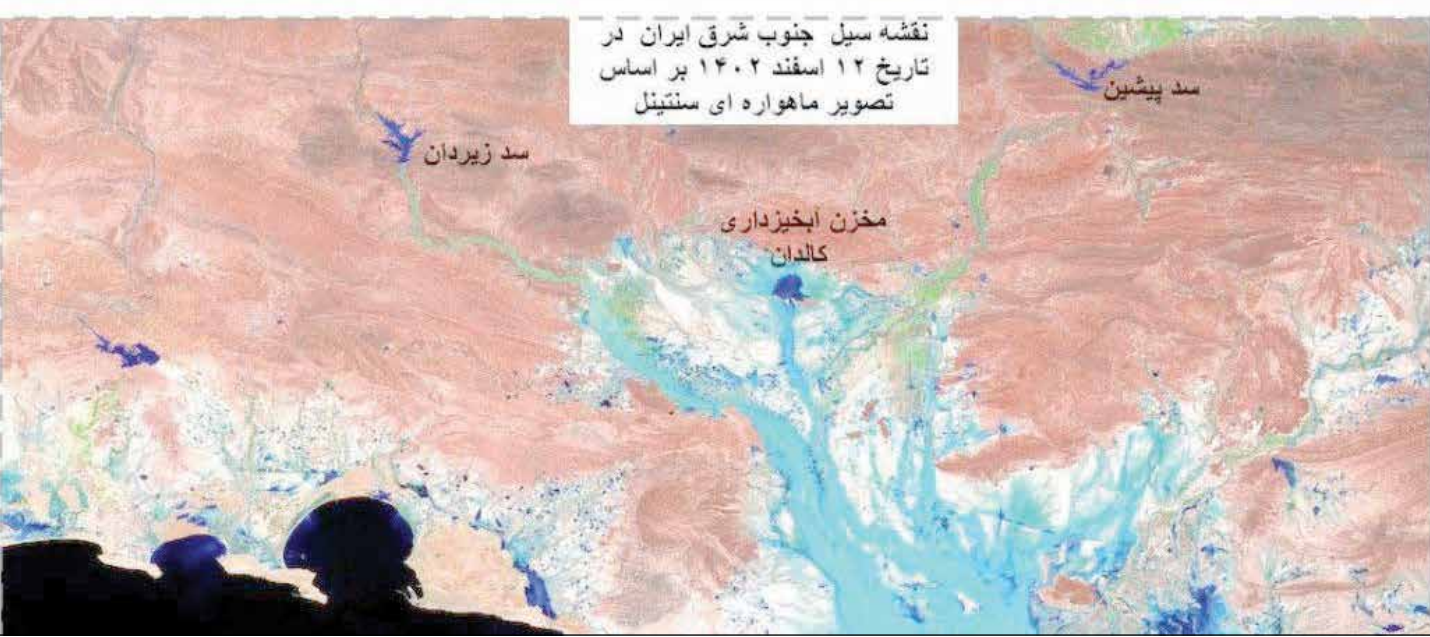 نقشه سیل جنوب شرق ایران در
تاریخ ۱۲ اسفند ۱۴۰۲ بر اساس
تصویر ماهواره ای سنتینل
سد پیشین
سد زیردان
مخزن آبخیزداری
کالدان